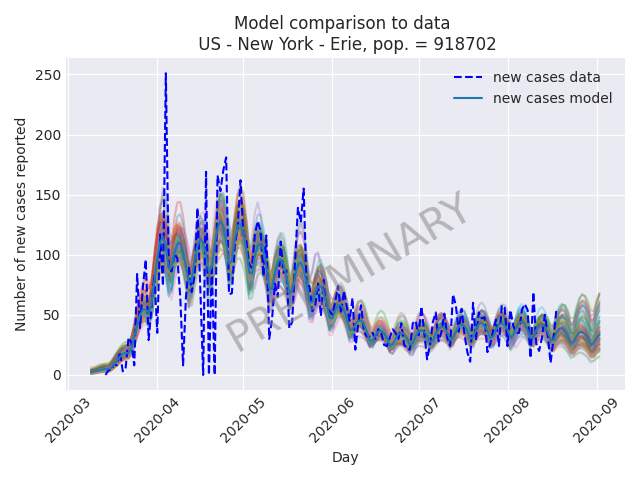 Model comparison to data
US - New York - Erie, pop. = 918702
Number of new cases reported
250
200
150
100
50
0
new cases data
new cases model
PRELIMINARY
2020-03
2020-04
2020-05
2020-06
2020-07
2020-08
2020-09
Day